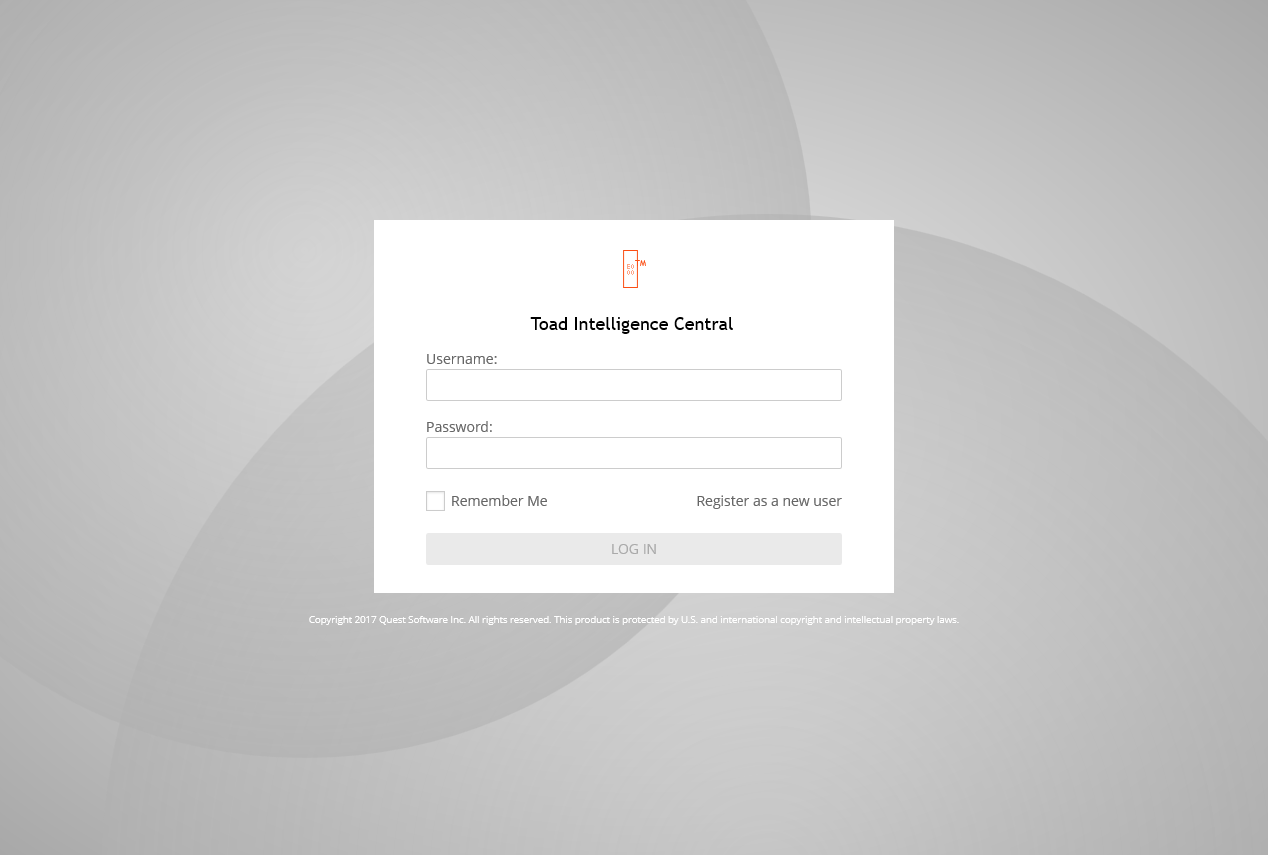 TM
Toad Intelligence Central
Username:
Password:
Remember Me
Register as a new user
LOG IN
Copyright 2017 Quest Software Inc. All rights reserved. This product is protected by U.S. and international copyright and intellectual property laws.